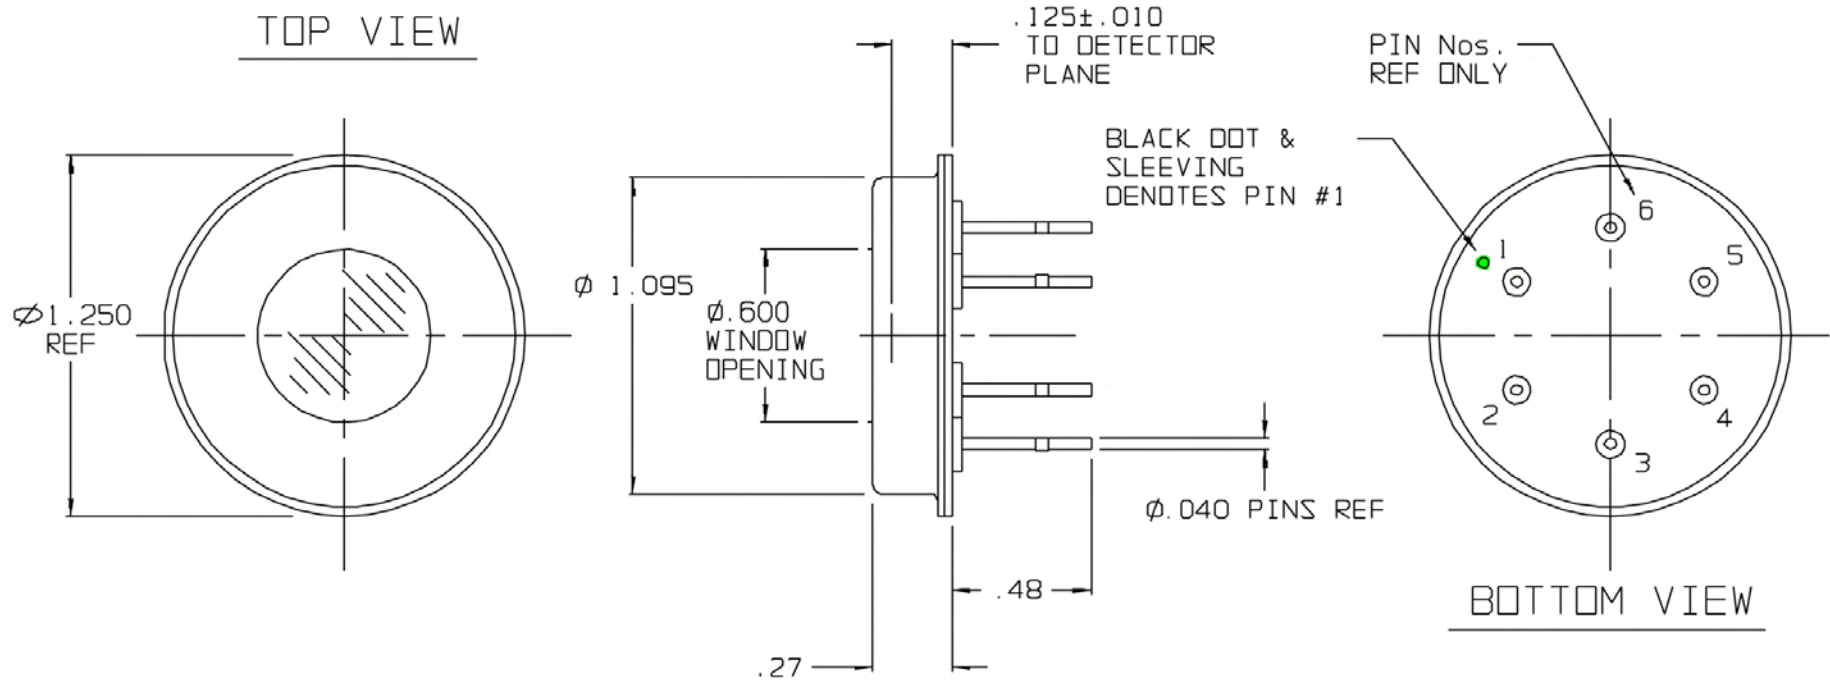 TOP VIEW
⌀1.250
REF
.125±.010
TO DETECTOR
PLANE
⌀ 1.095
⌀.600
WINDOW
OPENING
⌀.040 PINS REF
.48
.27
PIN Nos.
REF ONLY
BLACK DOT &
SLEEVING
DENOTES PIN #1
6
1
5
2
4
3
BOTTOM VIEW